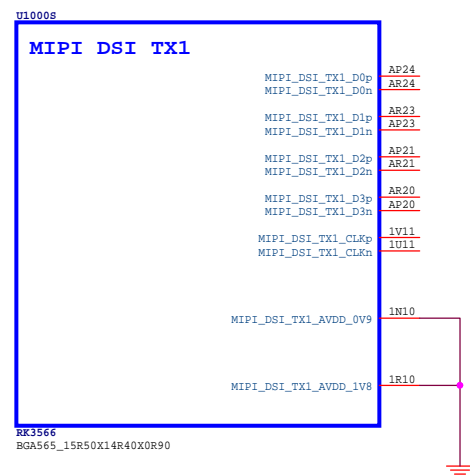 U1000S
MIPI DSI TX1
MIPI_DSI_TX1_D0p AP24
MIPI_DSI_TX1_D0n AR24
MIPI_DSI_TX1_D1p AR23
MIPI_DSI_TX1_D1n AP23
MIPI_DSI_TX1_D2p AP21
MIPI_DSI_TX1_D2n AR21
MIPI_DSI_TX1_D3p AR20
MIPI_DSI_TX1_D3n AP20
MIPI_DSI_TX1_CLKp 1V11
MIPI_DSI_TX1_CLKn 1U11
MIPI_DSI_TX1_AVDD_0V9 1N10
MIPI_DSI_TX1_AVDD_1V8 1R10
RK3566
BGA565_15R50X14R40X0R90